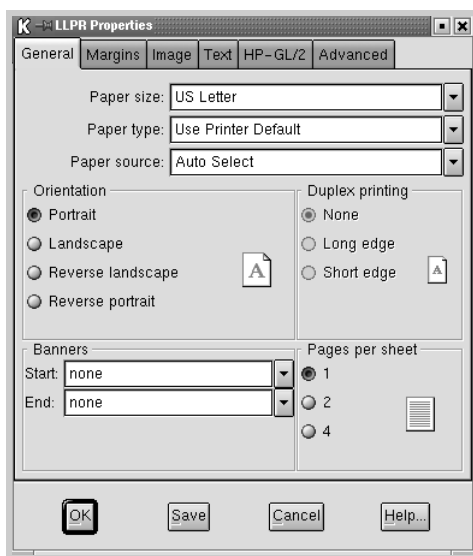 K LLPR Properties
General Margins Image Text HP-GL/2 Advanced
Paper size: US Letter
Paper type: Use Printer Default
Paper source: Auto Select
Orientation
Portrait
Landscape
Reverse landscape
Reverse portrait
A
Duplex printing
None
Long edge
Short edge
A
Banners
Start: none
End: none
Pages per sheet
1
2
4
OK Save Cancel Help...